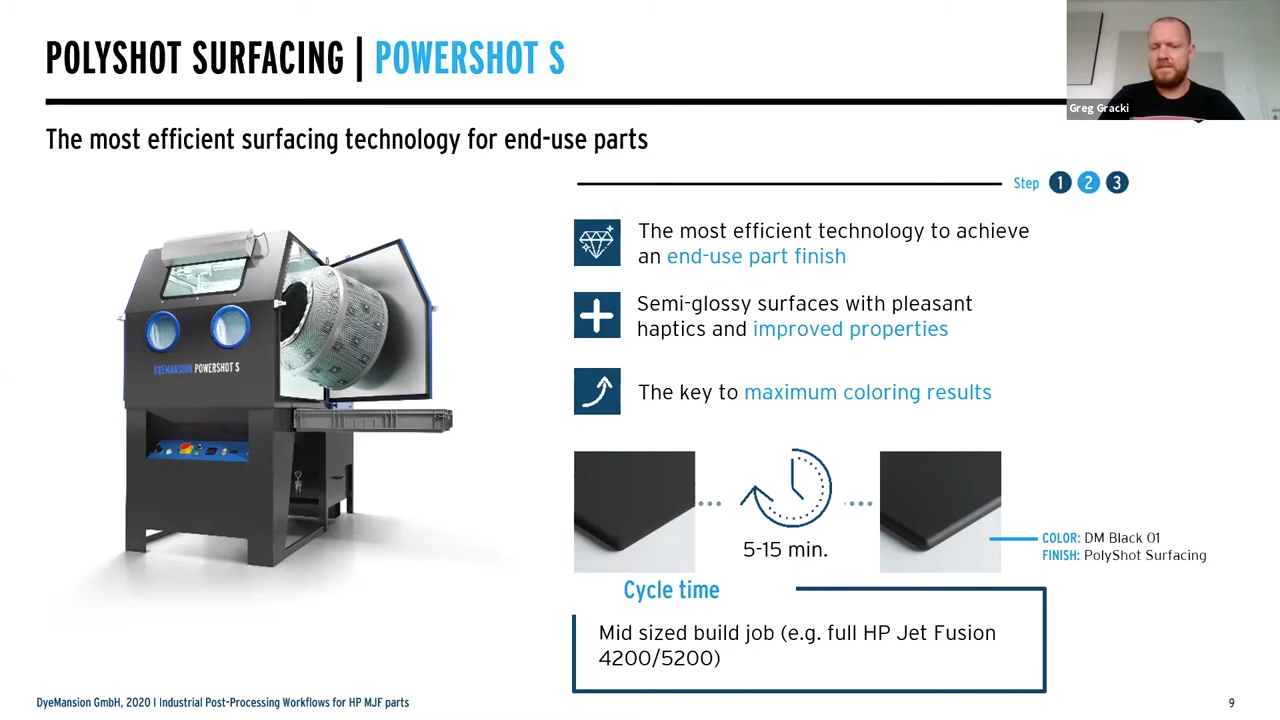 POLYSHOT SURFACING | POWERSHOT S
Greg Gracki
The most efficient surfacing technology for end-use parts
Step 1 2 3
The most efficient technology to achieve
an end-use part finish
Semi-glossy surfaces with pleasant
haptics and improved properties
DYEMANSION POWERSHOT S
The key to maximum coloring results
5-15 min.
COLOR: DM Black 01
FINISH: PolyShot Surfacing
Cycle time
Mid sized build job (e.g. full HP Jet Fusion
4200/5200)
DyeMansion GmbH, 2020 I Industrial Post-Processing Workflows for HP MJF parts
9